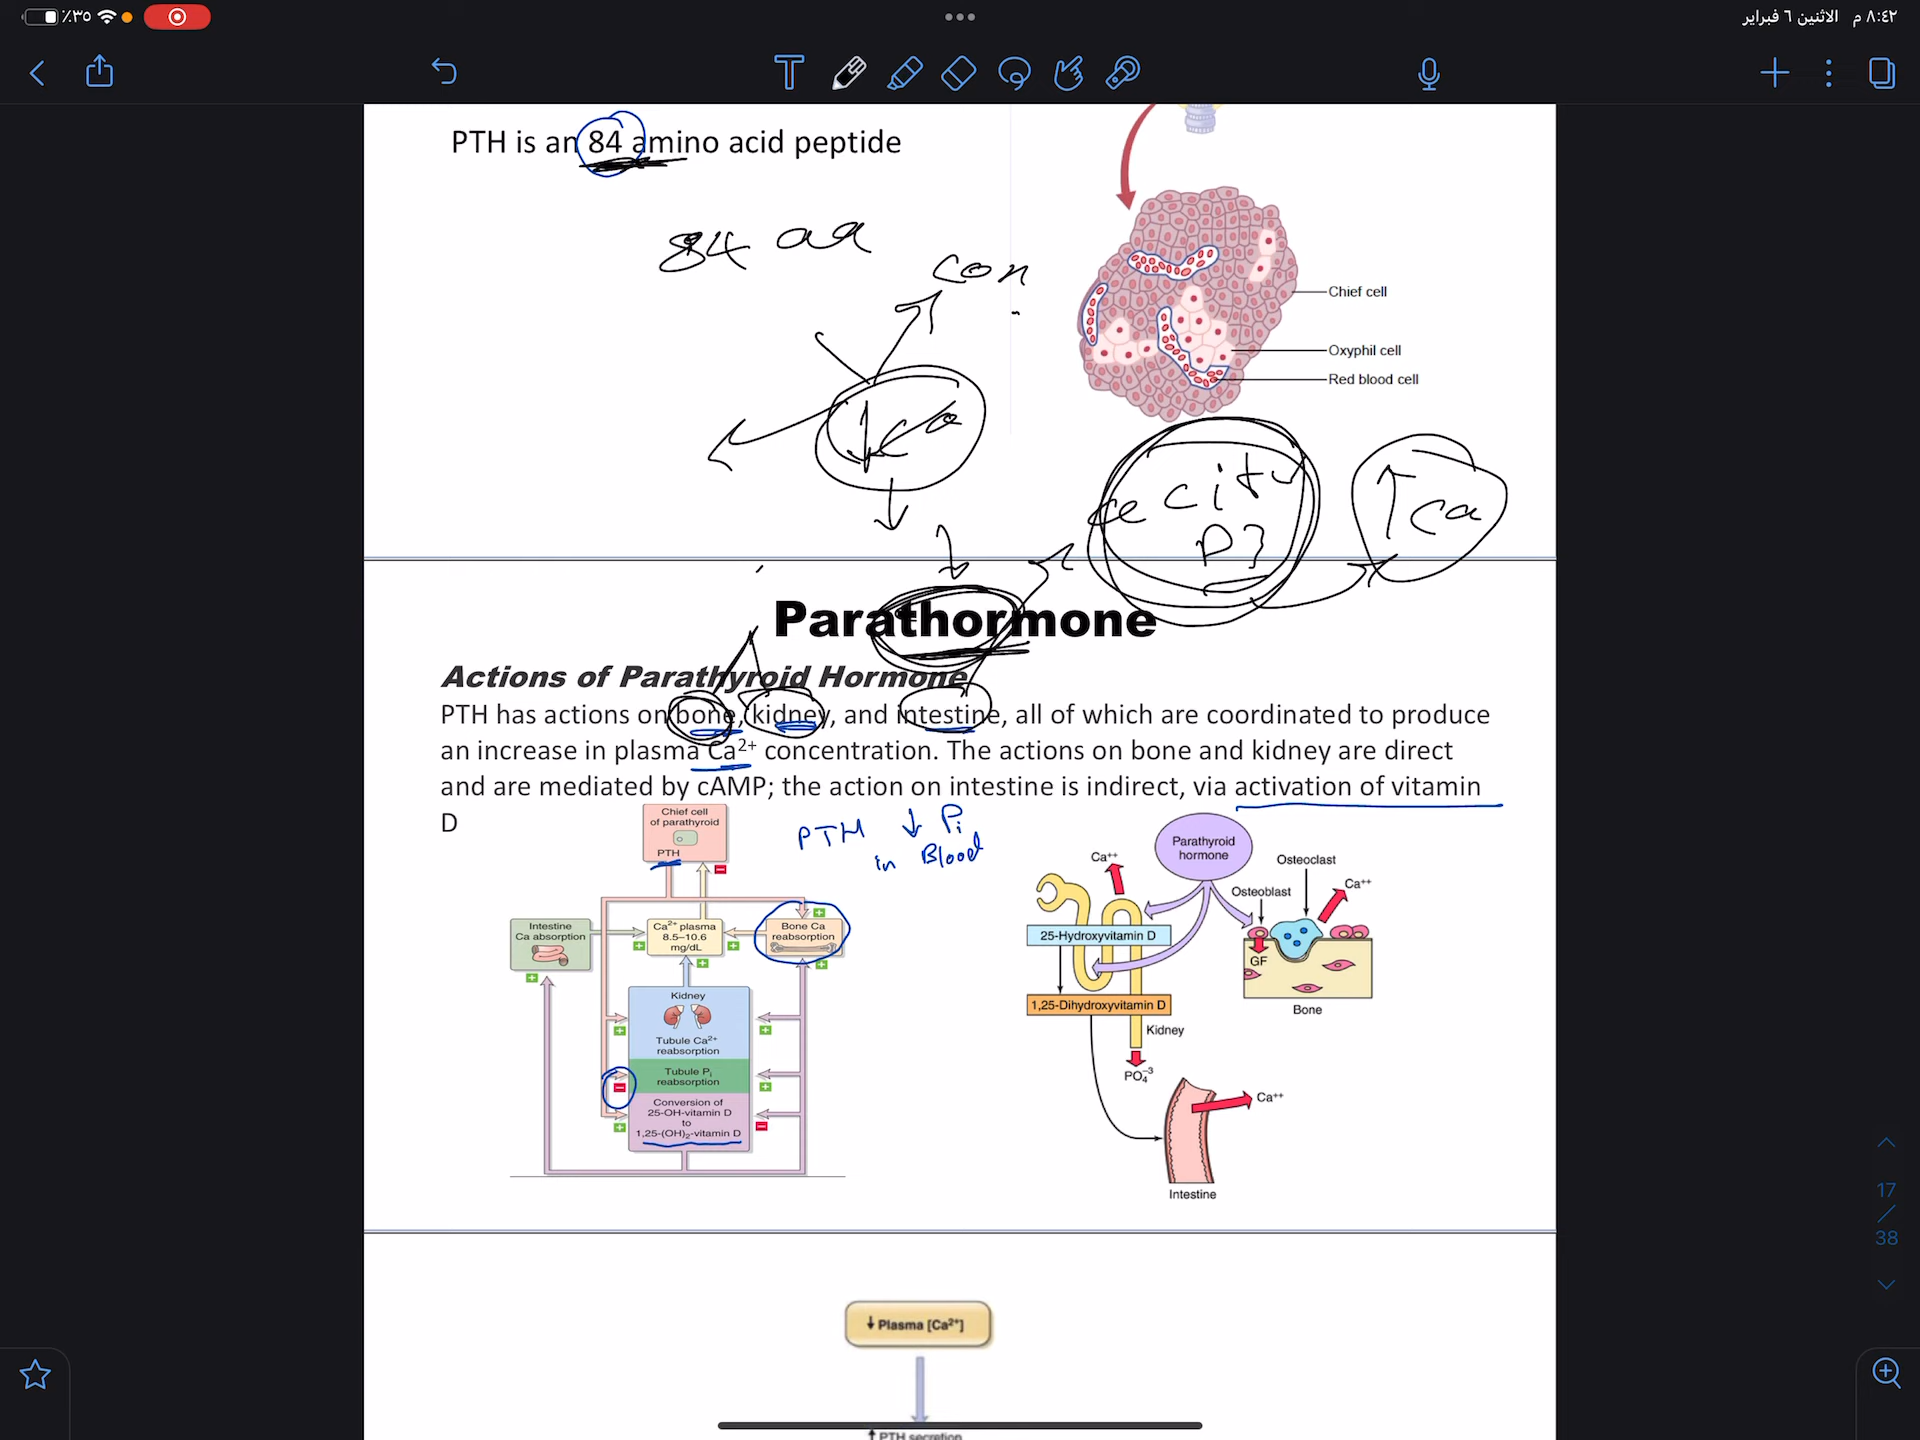 ٪٣٥
٨:٤٢ م الاثنين ٦ فبراير
PTH is an 84 amino acid peptide
84 aa
con
Chief cell
Oxyphil cell
Red blood cell
↑ ca
Parathormone
Actions of Parathyroid Hormone
PTH has actions on bone, kidney, and intestine, all of which are coordinated to produce
an increase in plasma Ca²⁺ concentration. The actions on bone and kidney are direct
and are mediated by cAMP; the action on intestine is indirect, via activation of vitamin
D
PTH ↓ Pi
in Blood
Chief cell
of parathyroid
PTH
Intestine
Ca absorption
Ca²⁺ plasma
8.5–10.6
mg/dL
Bone Ca
reabsorption
Kidney
Tubule Ca²⁺
reabsorption
Tubule Pᵢ
reabsorption
Conversion of
25-OH-vitamin D
to
1,25-(OH)₂-vitamin D
Parathyroid
hormone
Ca⁺⁺
Osteoclast
Osteoblast
Ca⁺⁺
25-Hydroxyvitamin D
GF
1,25-Dihydroxyvitamin D
Bone
Kidney
PO₄⁻³
Ca⁺⁺
Intestine
17
/
38
↓ Plasma [Ca²⁺]
↑ PTH secretion